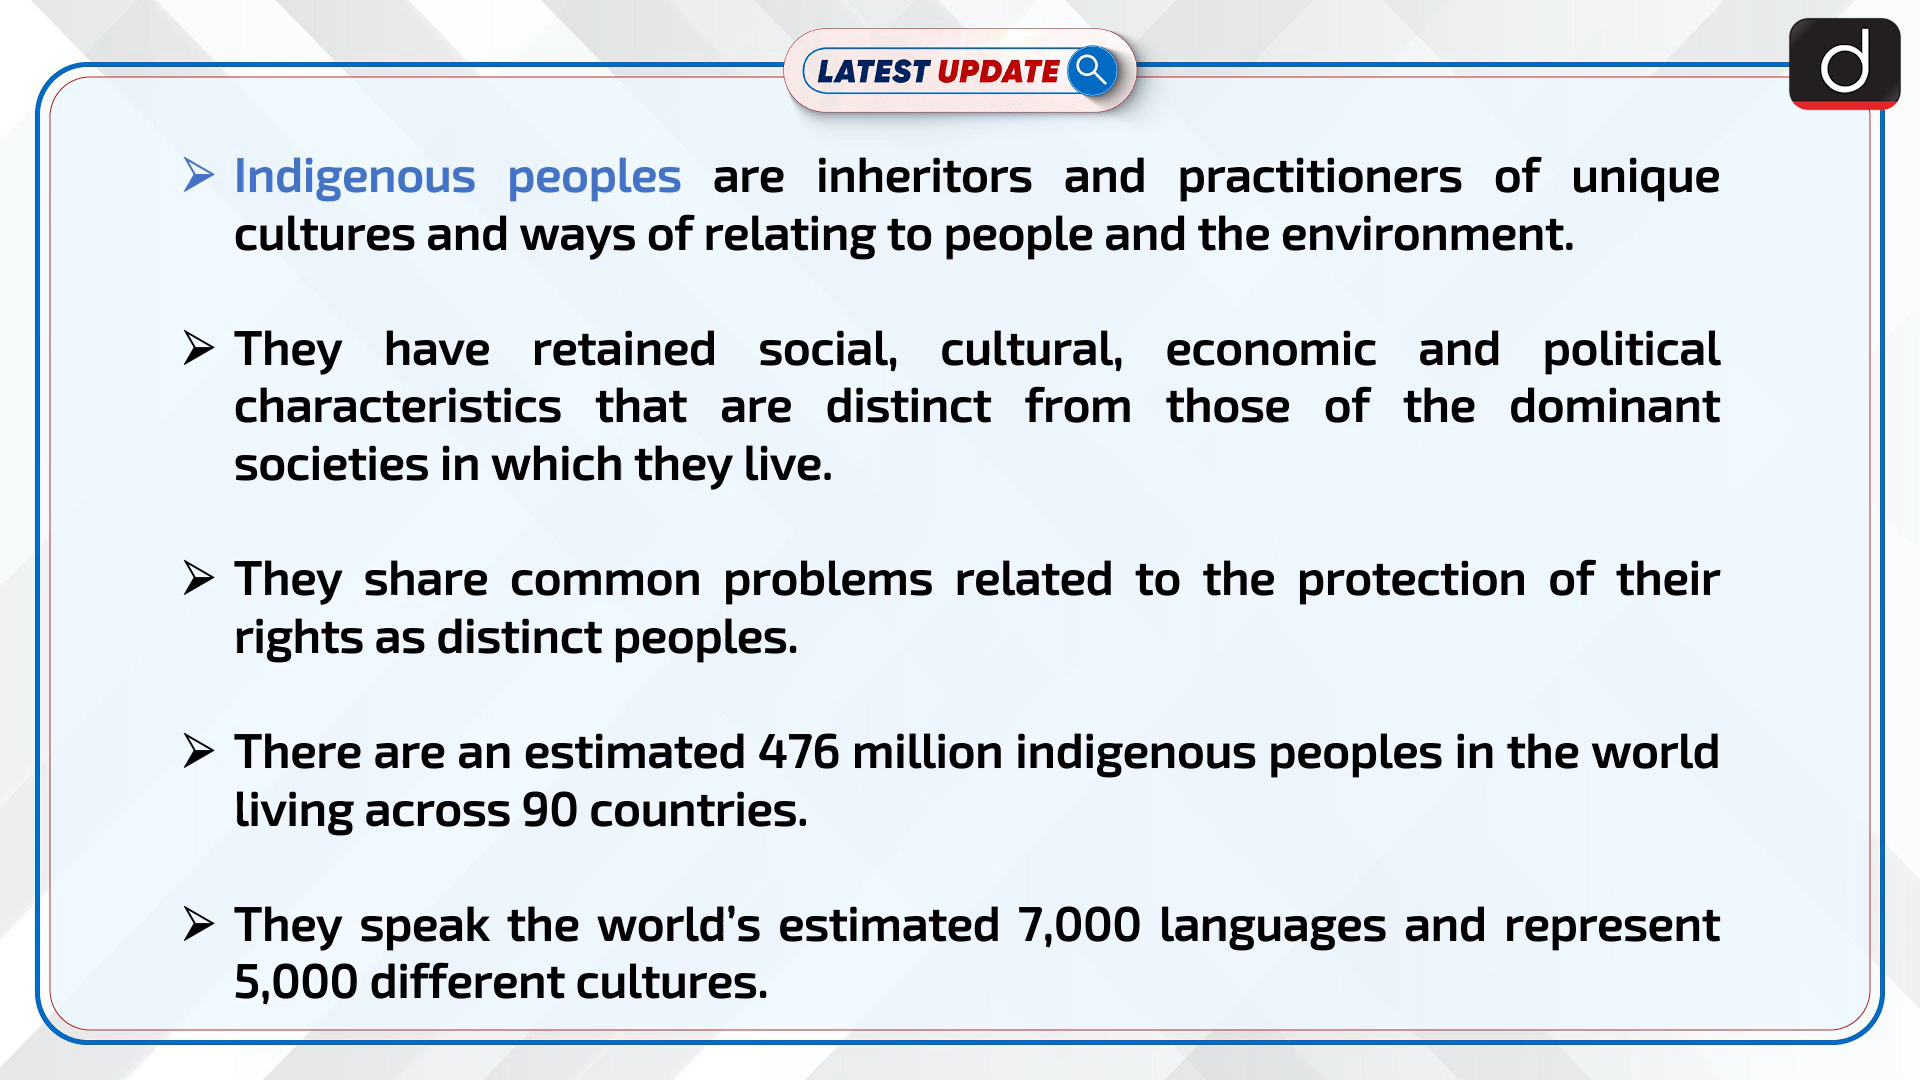 LATEST UPDATE
d
➢ Indigenous peoples are inheritors and practitioners of unique
cultures and ways of relating to people and the environment.
➢ They have retained social, cultural, economic and political
characteristics that are distinct from those of the dominant
societies in which they live.
➢ They share common problems related to the protection of their
rights as distinct peoples.
➢ There are an estimated 476 million indigenous peoples in the world
living across 90 countries.
➢ They speak the world’s estimated 7,000 languages and represent
5,000 different cultures.